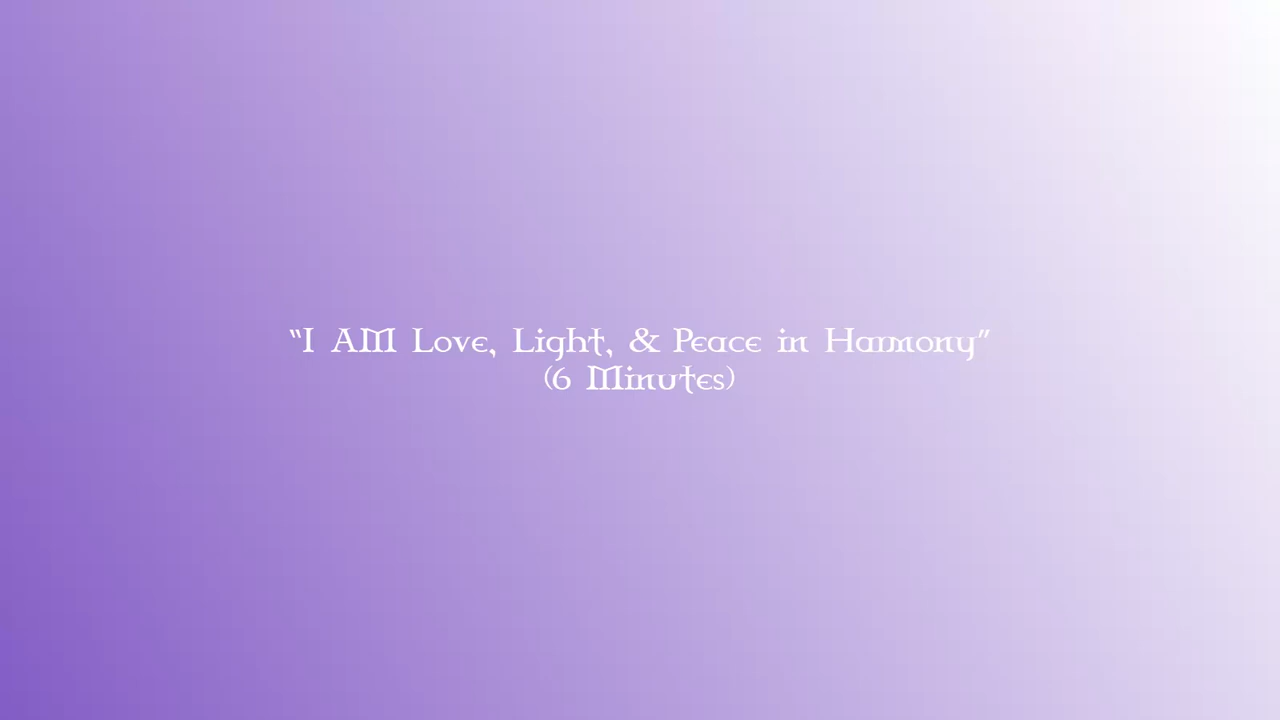 “I AM Love, Light, & Peace in Harmony”
(6 Minutes)